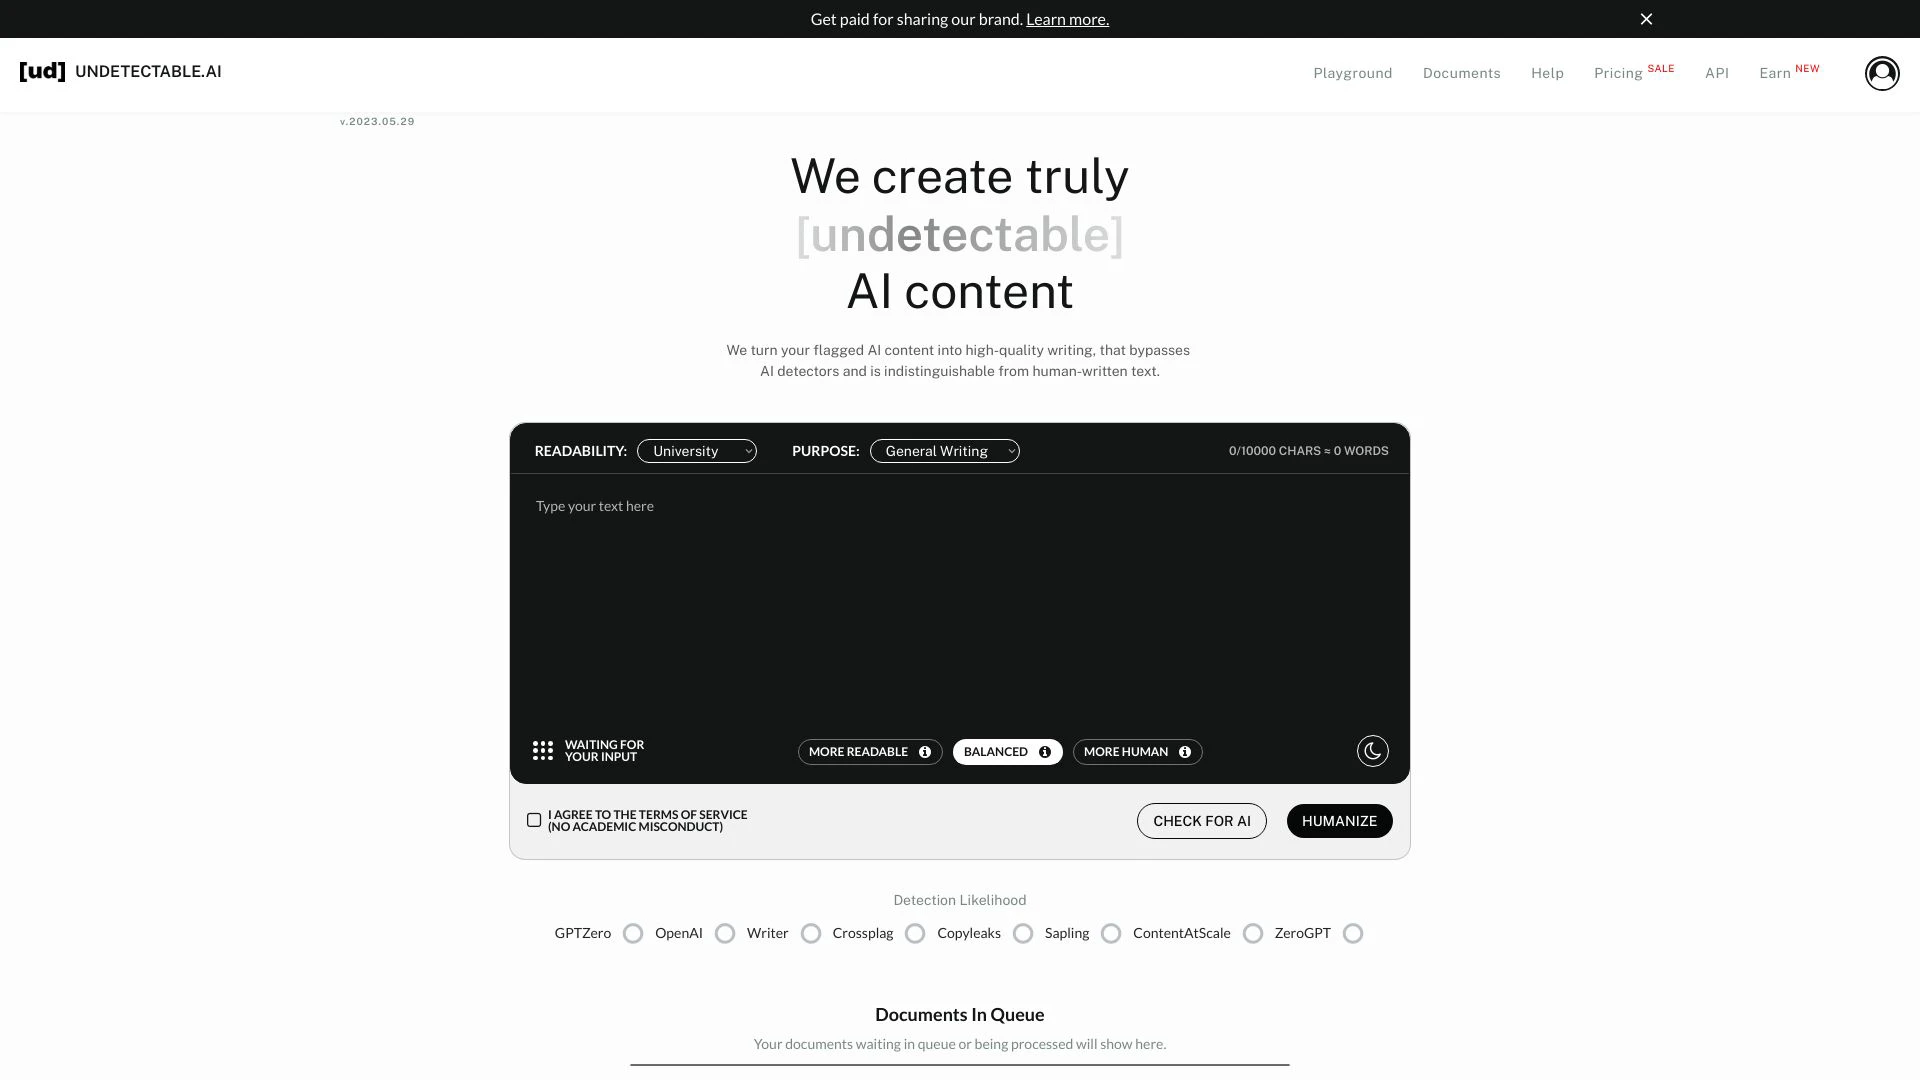 Get paid for sharing our brand. Learn more.
[ud] UNDETECTABLE.AI
Playground Documents Help Pricing SALE API Earn NEW
v.2023.05.29
We create truly
[undetectable]
AI content
We turn your flagged AI content into high-quality writing, that bypasses
AI detectors and is indistinguishable from human-written text.
READABILITY: University PURPOSE: General Writing 0/10000 CHARS ≈ 0 WORDS
Type your text here
WAITING FOR
YOUR INPUT
MORE READABLE BALANCED MORE HUMAN
I AGREE TO THE TERMS OF SERVICE
(NO ACADEMIC MISCONDUCT)
CHECK FOR AI HUMANIZE
Detection Likelihood
GPTZero OpenAI Writer Crossplag Copyleaks Sapling ContentAtScale ZeroGPT
Documents In Queue
Your documents waiting in queue or being processed will show here.